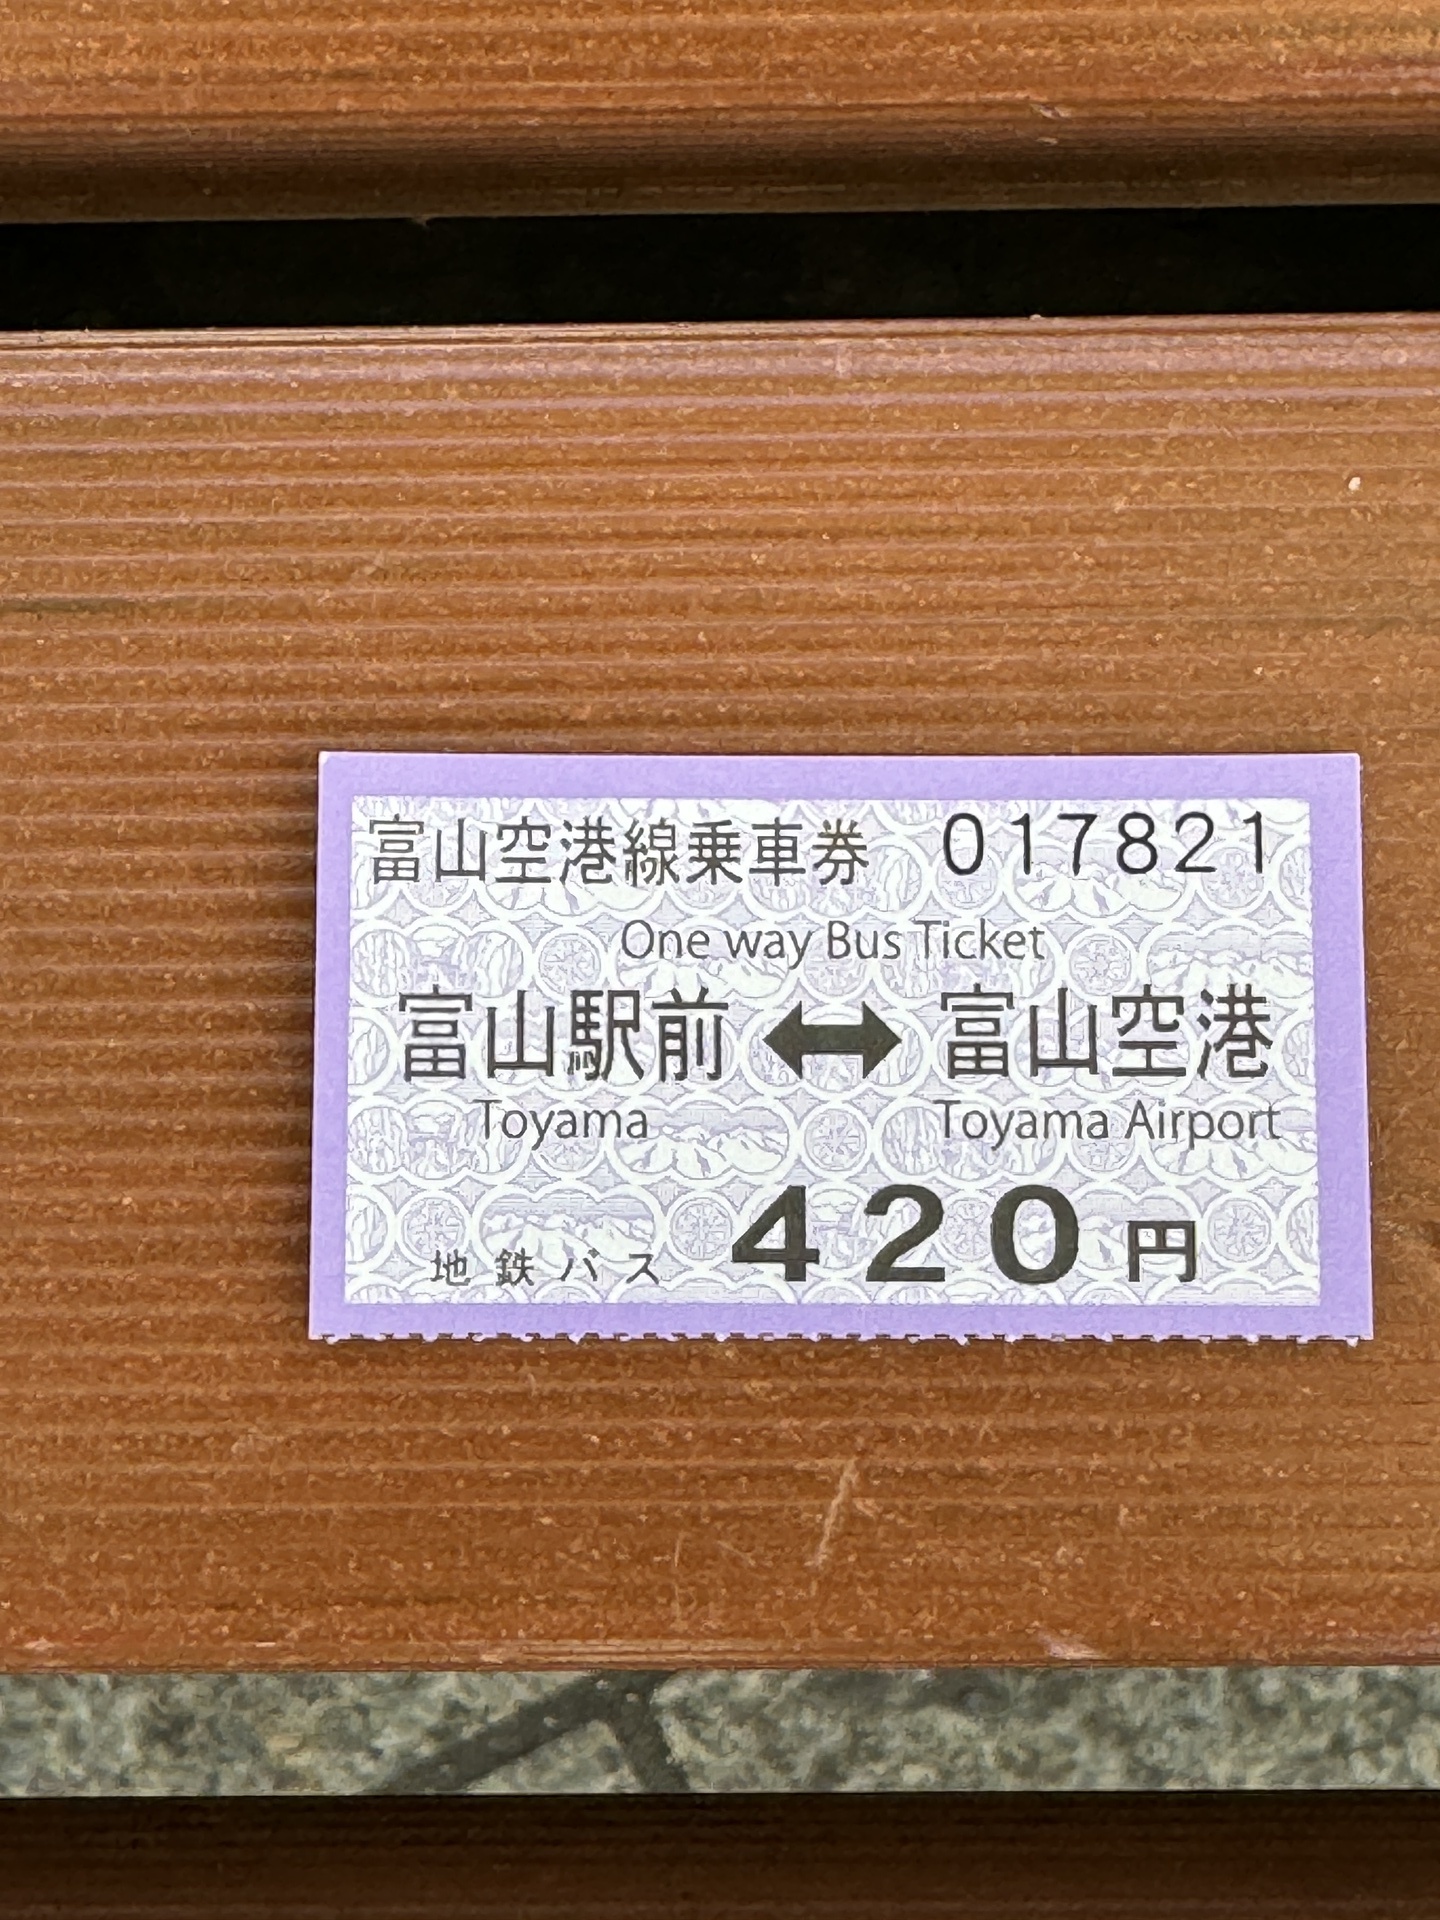 富山空港線乗車券 017821
One way Bus Ticket
富山駅前 ↔ 富山空港
Toyama Toyama Airport
地鉄バス 420円